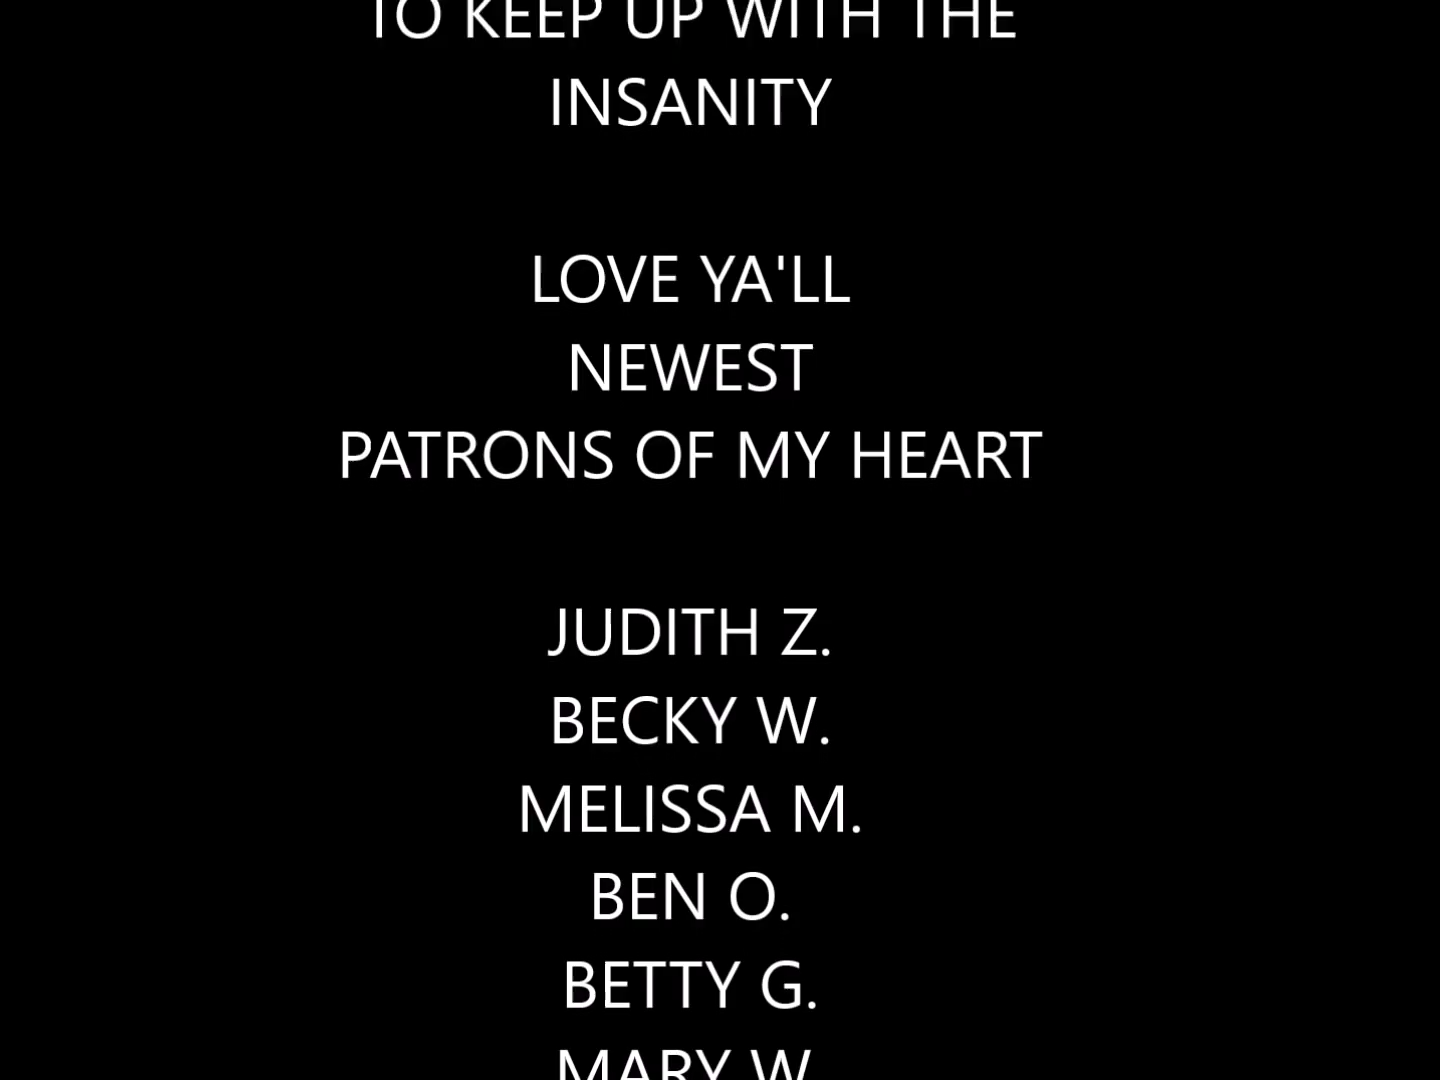 TO KEEP UP WITH THE
INSANITY
LOVE YA'LL
NEWEST
PATRONS OF MY HEART
JUDITH Z.
BECKY W.
MELISSA M.
BEN O.
BETTY G.
MARY W.